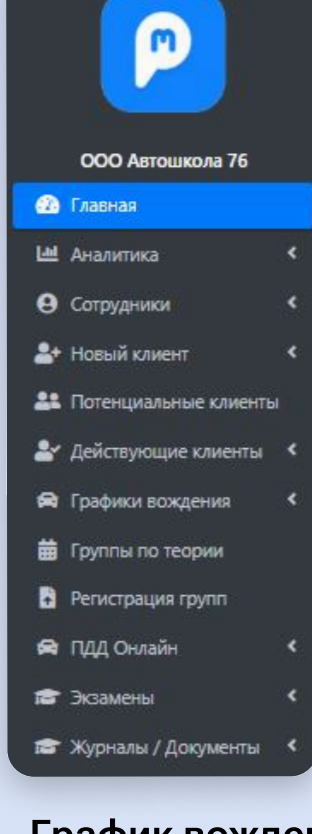 m
ООО Автошкола 76
Главная
Аналитика
Сотрудники
Новый клиент
Потенциальные клиенты
Действующие клиенты
Графики вождения
Группы по теории
Регистрация групп
ПДД Онлайн
Экзамены
Журналы / Документы
График